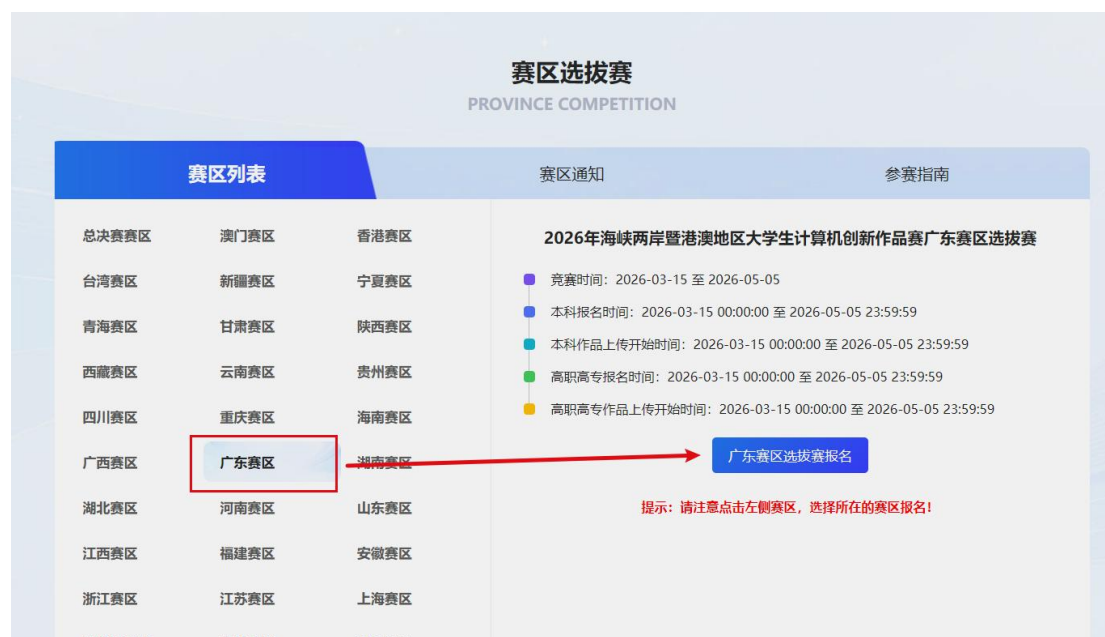 赛区选拔赛
PROVINCE COMPETITION
赛区列表 赛区通知 参赛指南
总决赛赛区 澳门赛区 香港赛区
台湾赛区 新疆赛区 宁夏赛区
青海赛区 甘肃赛区 陕西赛区
西藏赛区 云南赛区 贵州赛区
四川赛区 重庆赛区 海南赛区
广西赛区 广东赛区 湖南赛区
湖北赛区 河南赛区 山东赛区
江西赛区 福建赛区 安徽赛区
浙江赛区 江苏赛区 上海赛区
2026年海峡两岸暨港澳地区大学生计算机创新作品赛广东赛区选拔赛
竞赛时间：2026-03-15 至 2026-05-05
本科报名时间：2026-03-15 00:00:00 至 2026-05-05 23:59:59
本科作品上传开始时间：2026-03-15 00:00:00 至 2026-05-05 23:59:59
高职高专报名时间：2026-03-15 00:00:00 至 2026-05-05 23:59:59
高职高专作品上传开始时间：2026-03-15 00:00:00 至 2026-05-05 23:59:59
广东赛区选拔赛报名
提示：请注意点击左侧赛区，选择所在的赛区报名！